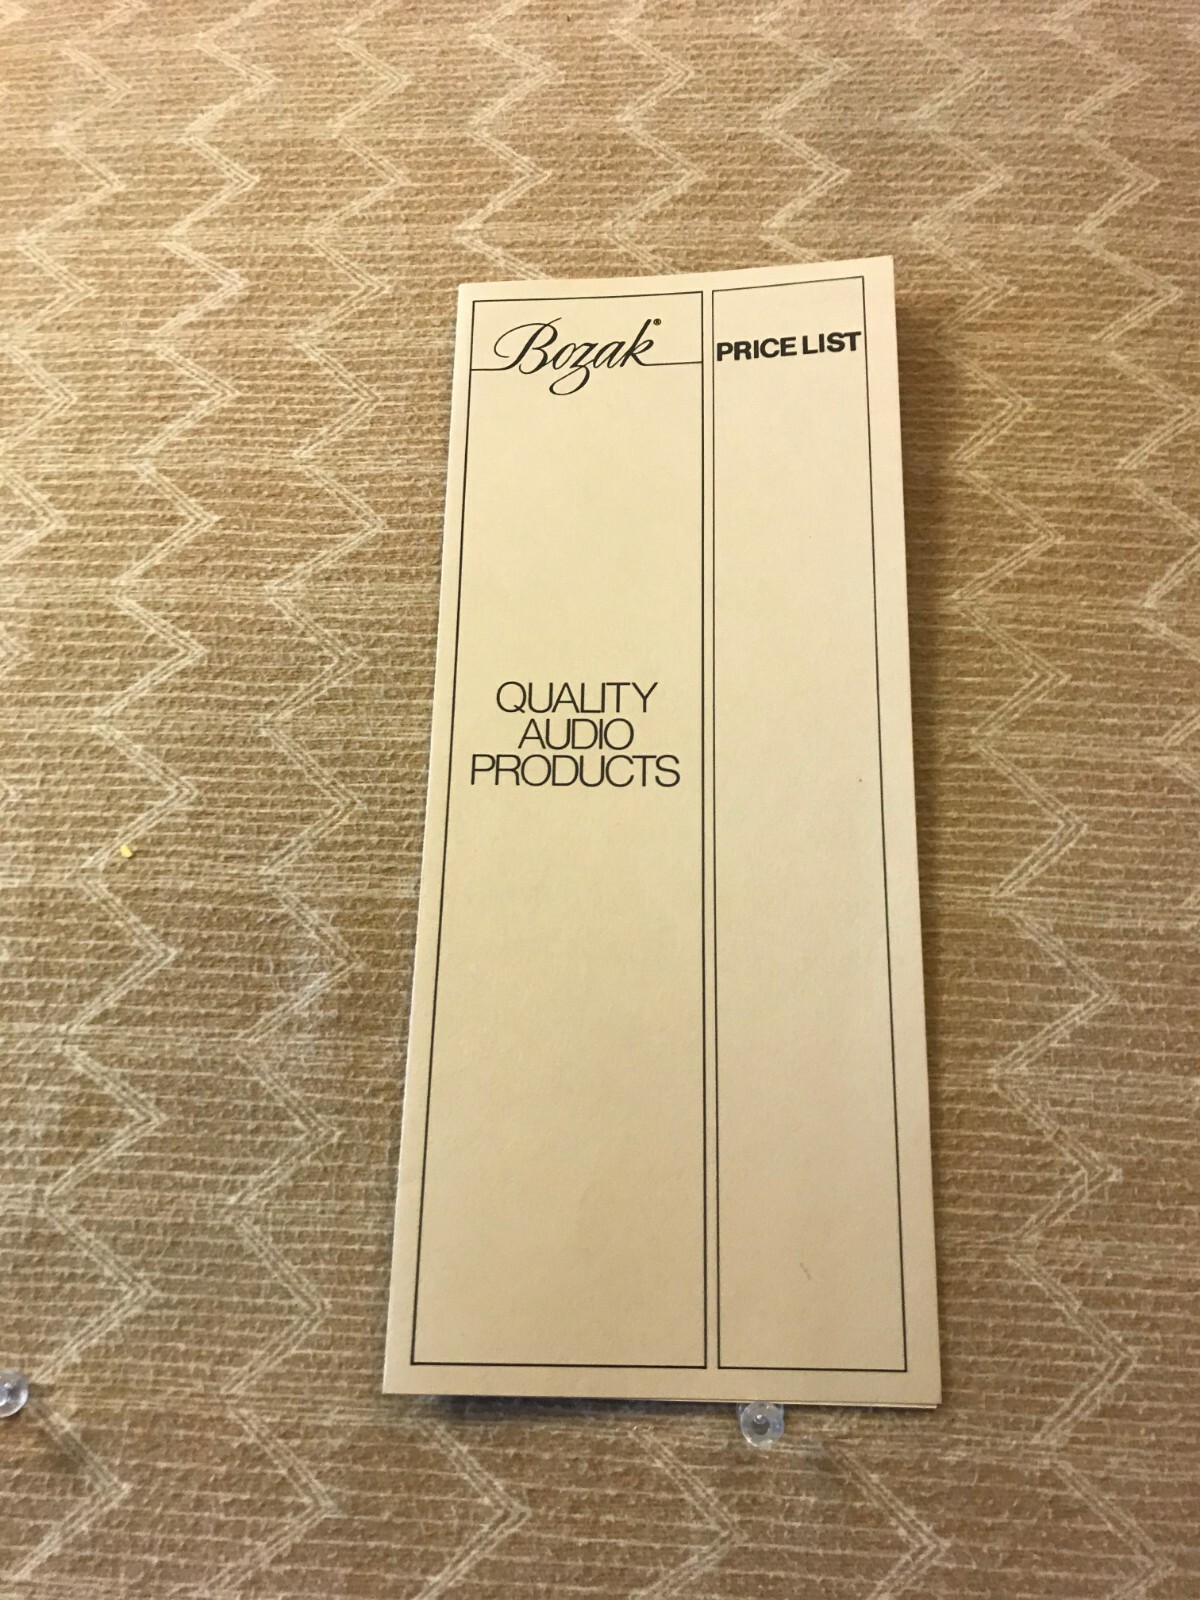 Bozak®
PRICE LIST
QUALITY
AUDIO
PRODUCTS